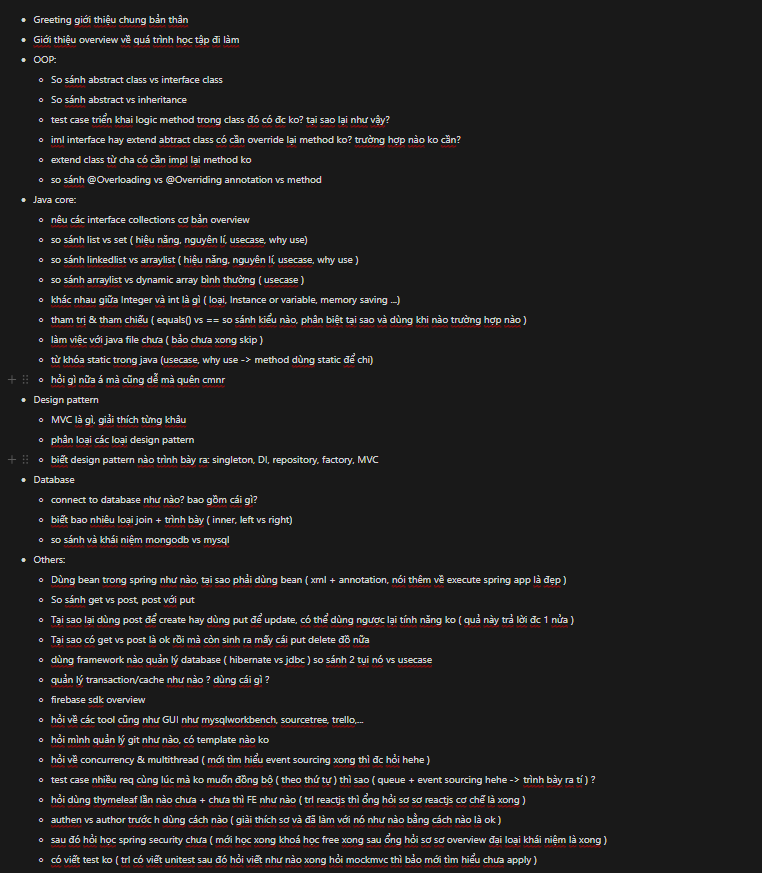 Greeting giới thiệu chung bản thân
Giới thiệu overview về quá trình học tập đi làm
OOP:
So sánh abstract class vs interface class
So sánh abstract vs inheritance
test case triển khai logic method trong class đó có đc ko? tại sao lại như vậy?
iml interface hay extend abtract class có cần override lại method ko? trường hợp nào ko cần?
extend class từ cha có cần impl lại method ko
so sánh @Overloading vs @Overriding annotation vs method
Java core:
nêu các interface collections cơ bản overview
so sánh list vs set ( hiệu năng, nguyên lí, usecase, why use)
so sánh linkedlist vs arraylist ( hiệu năng, nguyên lí, usecase, why use )
so sánh arraylist vs dynamic array bình thường ( usecase )
khác nhau giữa Integer và int là gì ( loại, Instance or variable, memory saving ...)
tham trị & tham chiếu ( equals() vs == so sánh kiểu nào, phân biệt tại sao và dùng khi nào trường hợp nào )
làm việc với java file chưa ( bảo chưa xong skip )
từ khóa static trong java (usecase, why use -> method dùng static để chi)
hỏi gì nữa á mà cũng dễ mà quên cmnr
Design pattern
MVC là gì, giải thích từng khâu
phân loại các loại design pattern
biết design pattern nào trình bày ra: singleton, DI, repository, factory, MVC
Database
connect to database như nào? bao gồm cái gì?
biết bao nhiêu loại join + trình bày ( inner, left vs right)
so sánh và khái niệm mongodb vs mysql
Others:
Dùng bean trong spring như nào, tại sao phải dùng bean ( xml + annotation, nói thêm về execute spring app là đẹp )
So sánh get vs post, post với put
Tại sao lại dùng post để create hay dùng put để update, có thể dùng ngược lại tính năng ko ( quả này trả lời đc 1 nửa )
Tại sao có get vs post là ok rồi mà còn sinh ra mấy cái put delete đồ nữa
dùng framework nào quản lý database ( hibernate vs jdbc ) so sánh 2 tụi nó vs usecase
quản lý transaction/cache như nào ? dùng cái gì ?
firebase sdk overview
hỏi về các tool cũng như GUI như mysqlworkbench, sourcetree, trello,...
hỏi mình quản lý git như nào, có template nào ko
hỏi về concurrency & multithread ( mới tìm hiểu event sourcing xong thì đc hỏi hehe )
test case nhiều req cùng lúc mà ko muốn đồng bộ ( theo thứ tự ) thì sao ( queue + event sourcing hehe -> trình bày ra tí ) ?
hỏi dùng thymeleaf lần nào chưa + chưa thì FE như nào ( trl reactjs thì ổng hỏi sơ sơ reactjs cơ chế là xong )
authen vs author trước h dùng cách nào ( giải thích sơ và đã làm với nó như nào bằng cách nào là ok )
sau đó hỏi học spring security chưa ( mới học xong khoá học free xong sau ổng hỏi sơ sơ overview đại loại khái niệm là xong )
có viết test ko ( trl có viết unitest sau đó hỏi viết như nào xong hỏi mockmvc thì bảo mới tìm hiểu chưa apply )